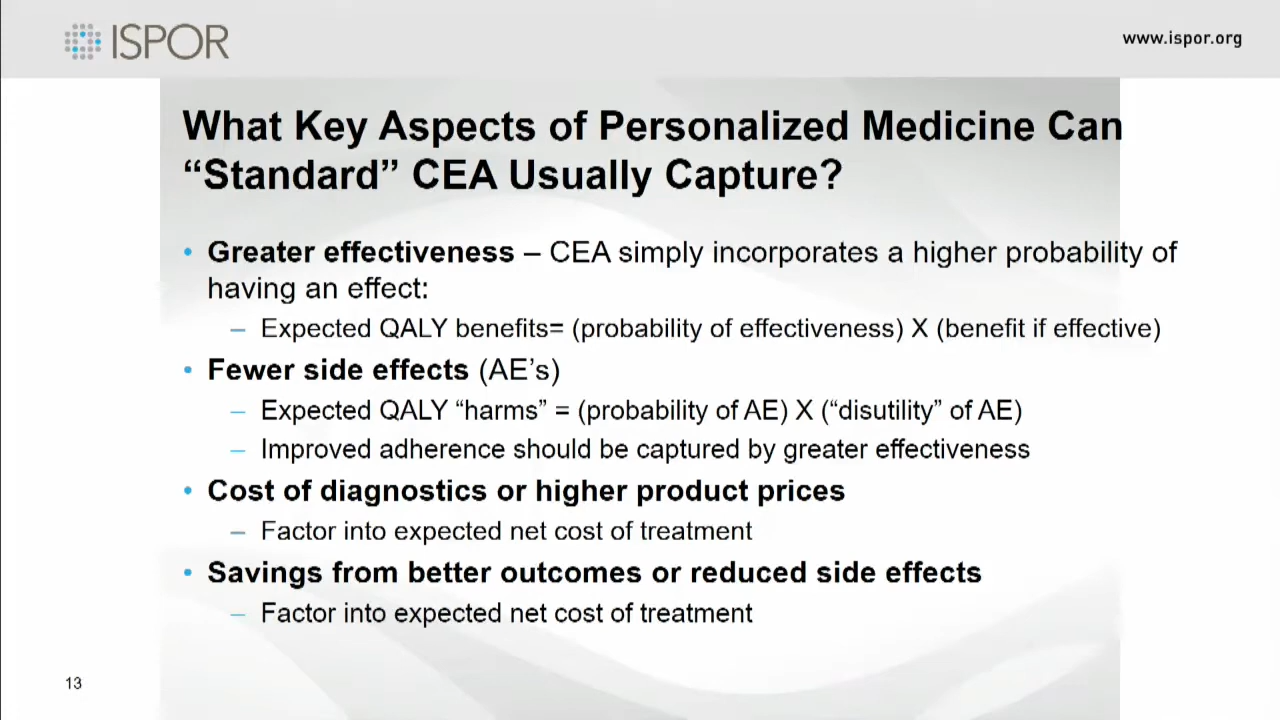 ISPOR
www.ispor.org
What Key Aspects of Personalized Medicine Can
“Standard” CEA Usually Capture?
• Greater effectiveness – CEA simply incorporates a higher probability of
having an effect:
– Expected QALY benefits= (probability of effectiveness) X (benefit if effective)
• Fewer side effects (AE’s)
– Expected QALY “harms” = (probability of AE) X (“disutility” of AE)
– Improved adherence should be captured by greater effectiveness
• Cost of diagnostics or higher product prices
– Factor into expected net cost of treatment
• Savings from better outcomes or reduced side effects
– Factor into expected net cost of treatment
13